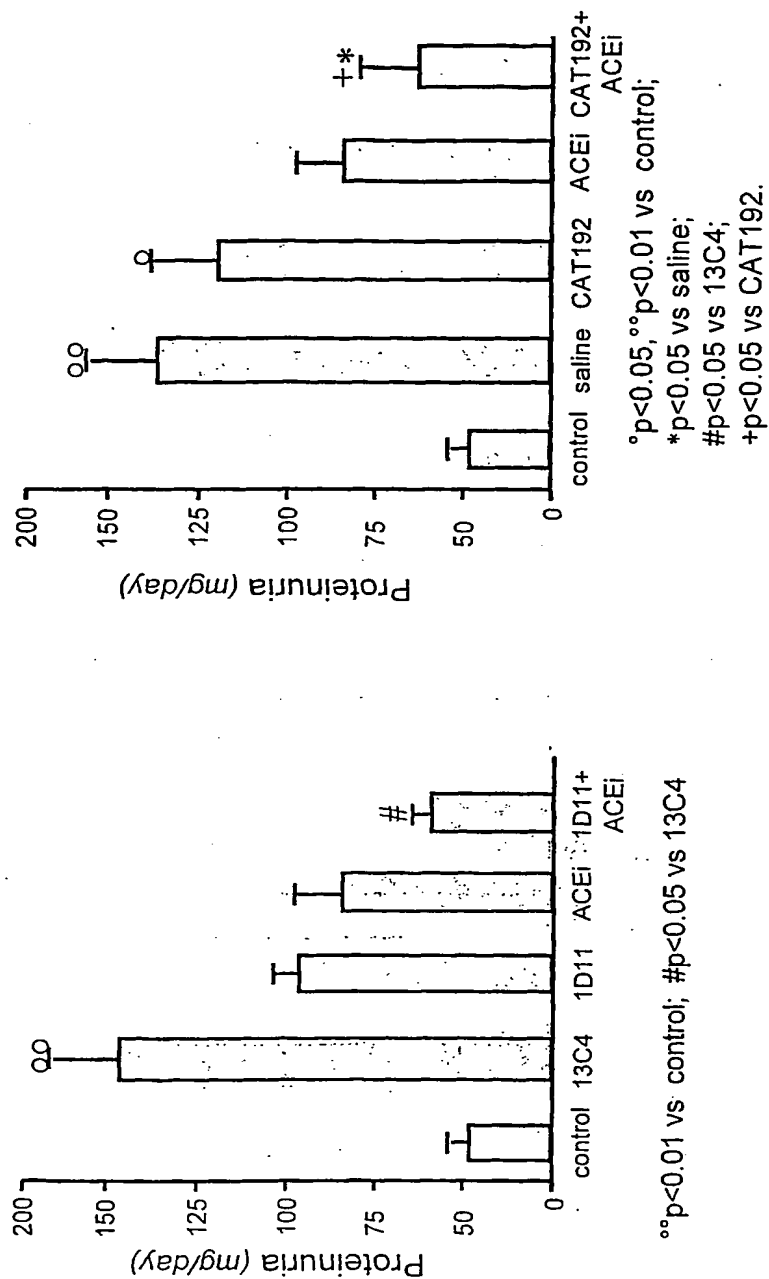 Proteinuria (mg/day)
200
150
125
100
75
50
0
°°
#
control 13C4 1D11 ACEi 1D11+
ACEi
°°p<0.01 vs control; #p<0.05 vs 13C4
Proteinuria (mg/day)
200
150
125
100
75
50
0
°°
°
+*
control saline CAT192 ACEi CAT192+
ACEi
°p<0.05, °°p<0.01 vs control;
*p<0.05 vs saline;
#p<0.05 vs 13C4;
+p<0.05 vs CAT192.